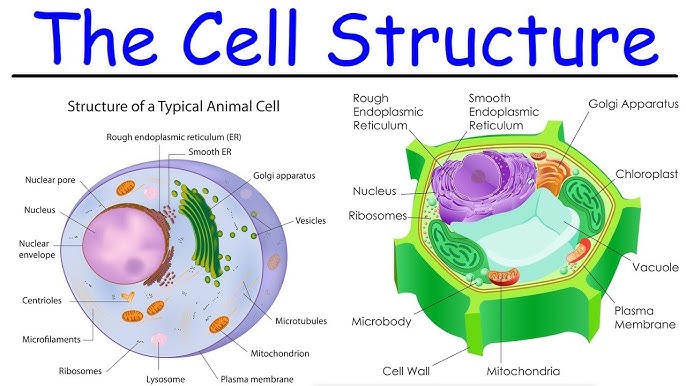 The Cell Structure
Structure of a Typical Animal Cell
Rough endoplasmic reticulum (ER)
Smooth ER
Nuclear pore
Golgi apparatus
Nucleus
Vesicles
Nuclear
envelope
Centrioles
Microtubules
Microfilaments
Mitochondrion
Ribosomes
Lysosome
Plasma membrane
Rough
Endoplasmic
Reticulum
Smooth
Endoplasmic
Reticulum
Golgi Apparatus
Chloroplast
Nucleus
Ribosomes
Vacuole
Plasma
Membrane
Microbody
Cell Wall
Mitochondria